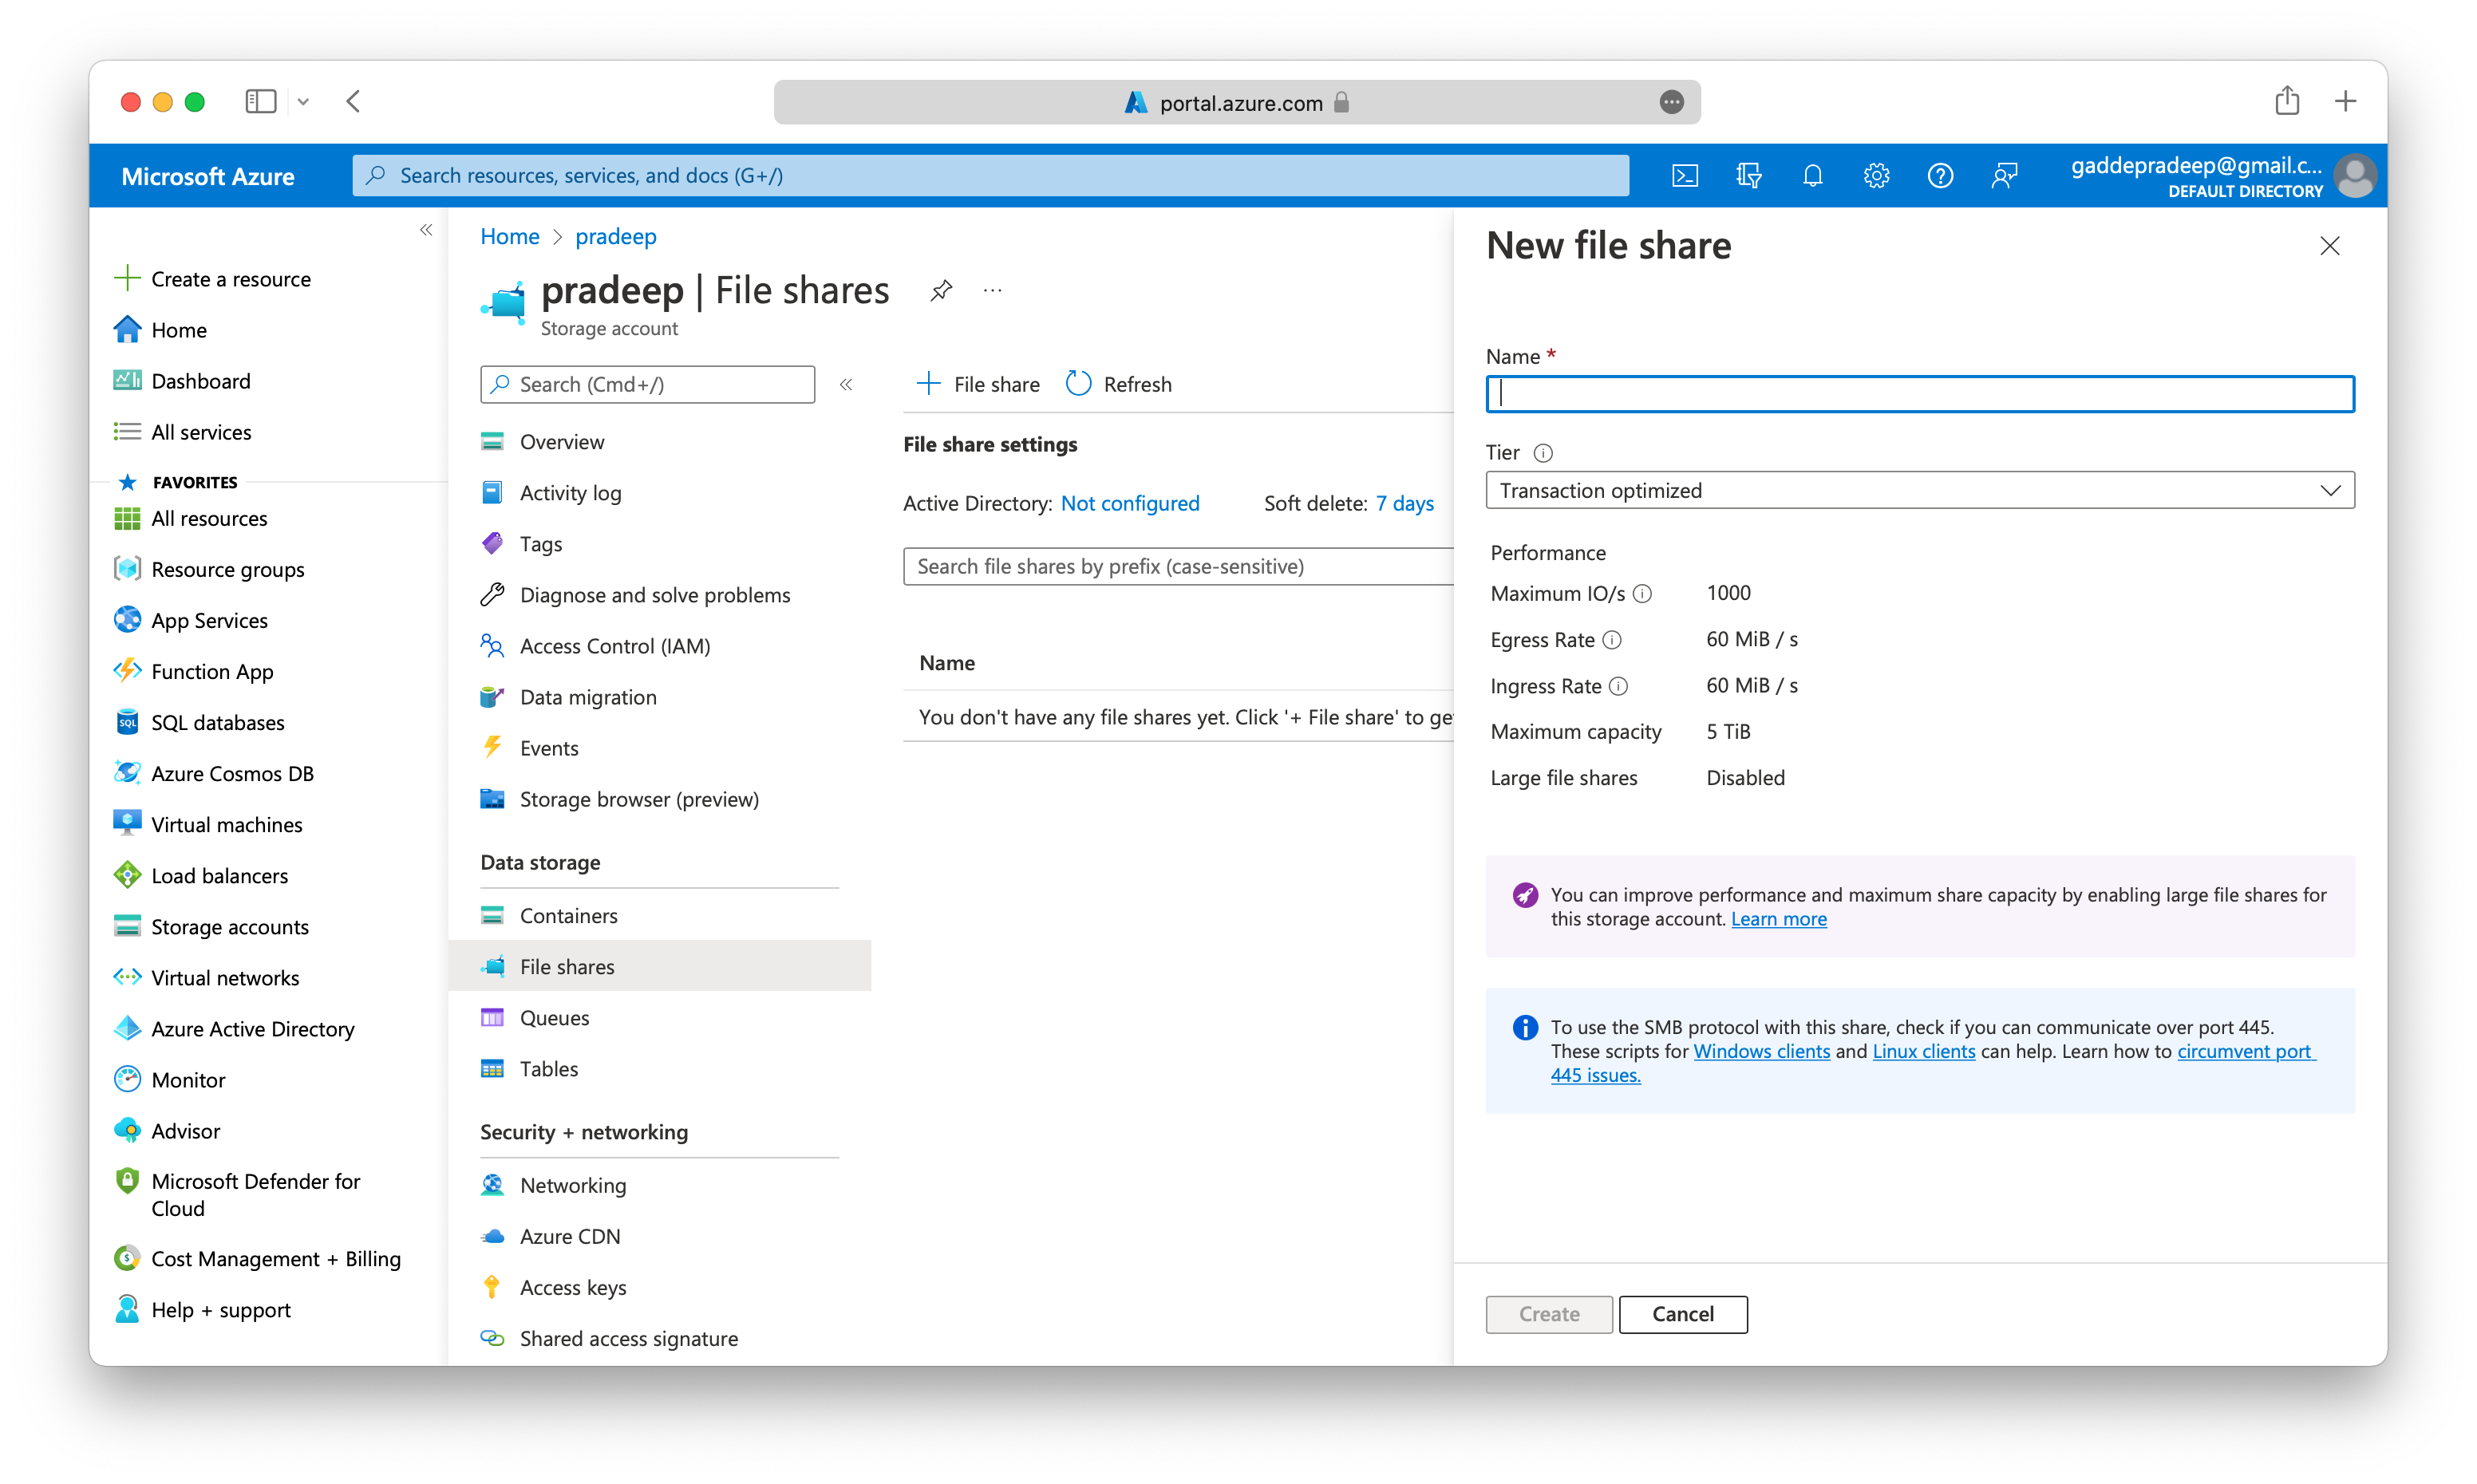 portal.azure.com
Microsoft Azure
Search resources, services, and docs (G+/)
gaddepradeep@gmail.c...
DEFAULT DIRECTORY
Create a resource
Home
Dashboard
All services
FAVORITES
All resources
Resource groups
App Services
Function App
SQL databases
Azure Cosmos DB
Virtual machines
Load balancers
Storage accounts
Virtual networks
Azure Active Directory
Monitor
Advisor
Microsoft Defender for
Cloud
Cost Management + Billing
Help + support
Home > pradeep
pradeep | File shares
Storage account
Search (Cmd+/)
Overview
Activity log
Tags
Diagnose and solve problems
Access Control (IAM)
Data migration
Events
Storage browser (preview)
Data storage
Containers
File shares
Queues
Tables
Security + networking
Networking
Azure CDN
Access keys
Shared access signature
File share
Refresh
File share settings
Active Directory: Not configured
Soft delete: 7 days
Search file shares by prefix (case-sensitive)
Name
You don't have any file shares yet. Click '+ File share' to ge
New file share
Name *
Tier
Transaction optimized
Performance
Maximum IO/s 1000
Egress Rate 60 MiB / s
Ingress Rate 60 MiB / s
Maximum capacity 5 TiB
Large file shares Disabled
You can improve performance and maximum share capacity by enabling large file shares for
this storage account. Learn more
To use the SMB protocol with this share, check if you can communicate over port 445.
These scripts for Windows clients and Linux clients can help. Learn how to circumvent port
445 issues.
Create
Cancel